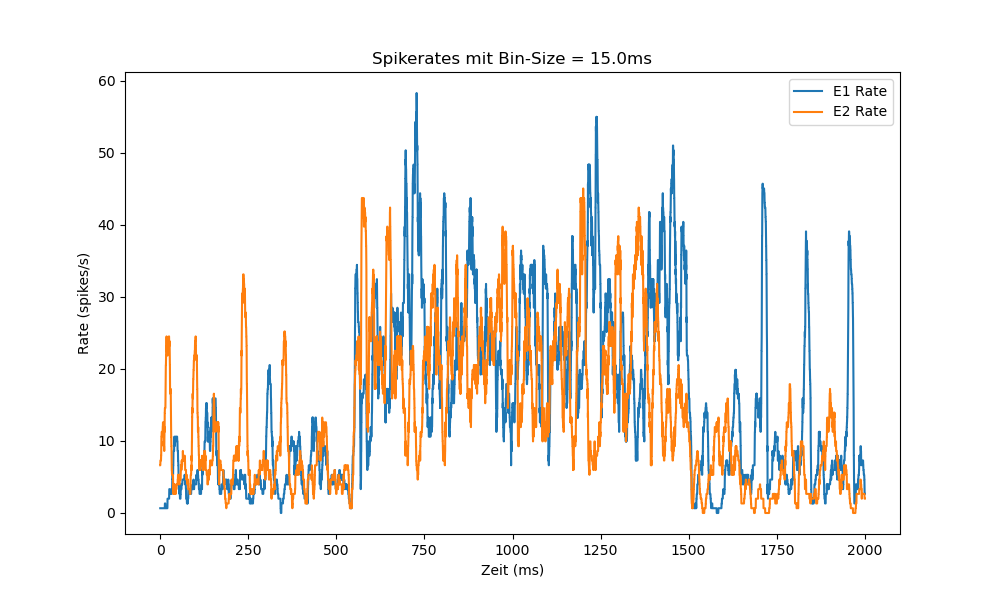 Spikerates mit Bin-Size = 15.0ms
E1 Rate
E2 Rate
60
50
40
30
20
10
0
Rate (spikes/s)
0 250 500 750 1000 1250 1500 1750 2000
Zeit (ms)